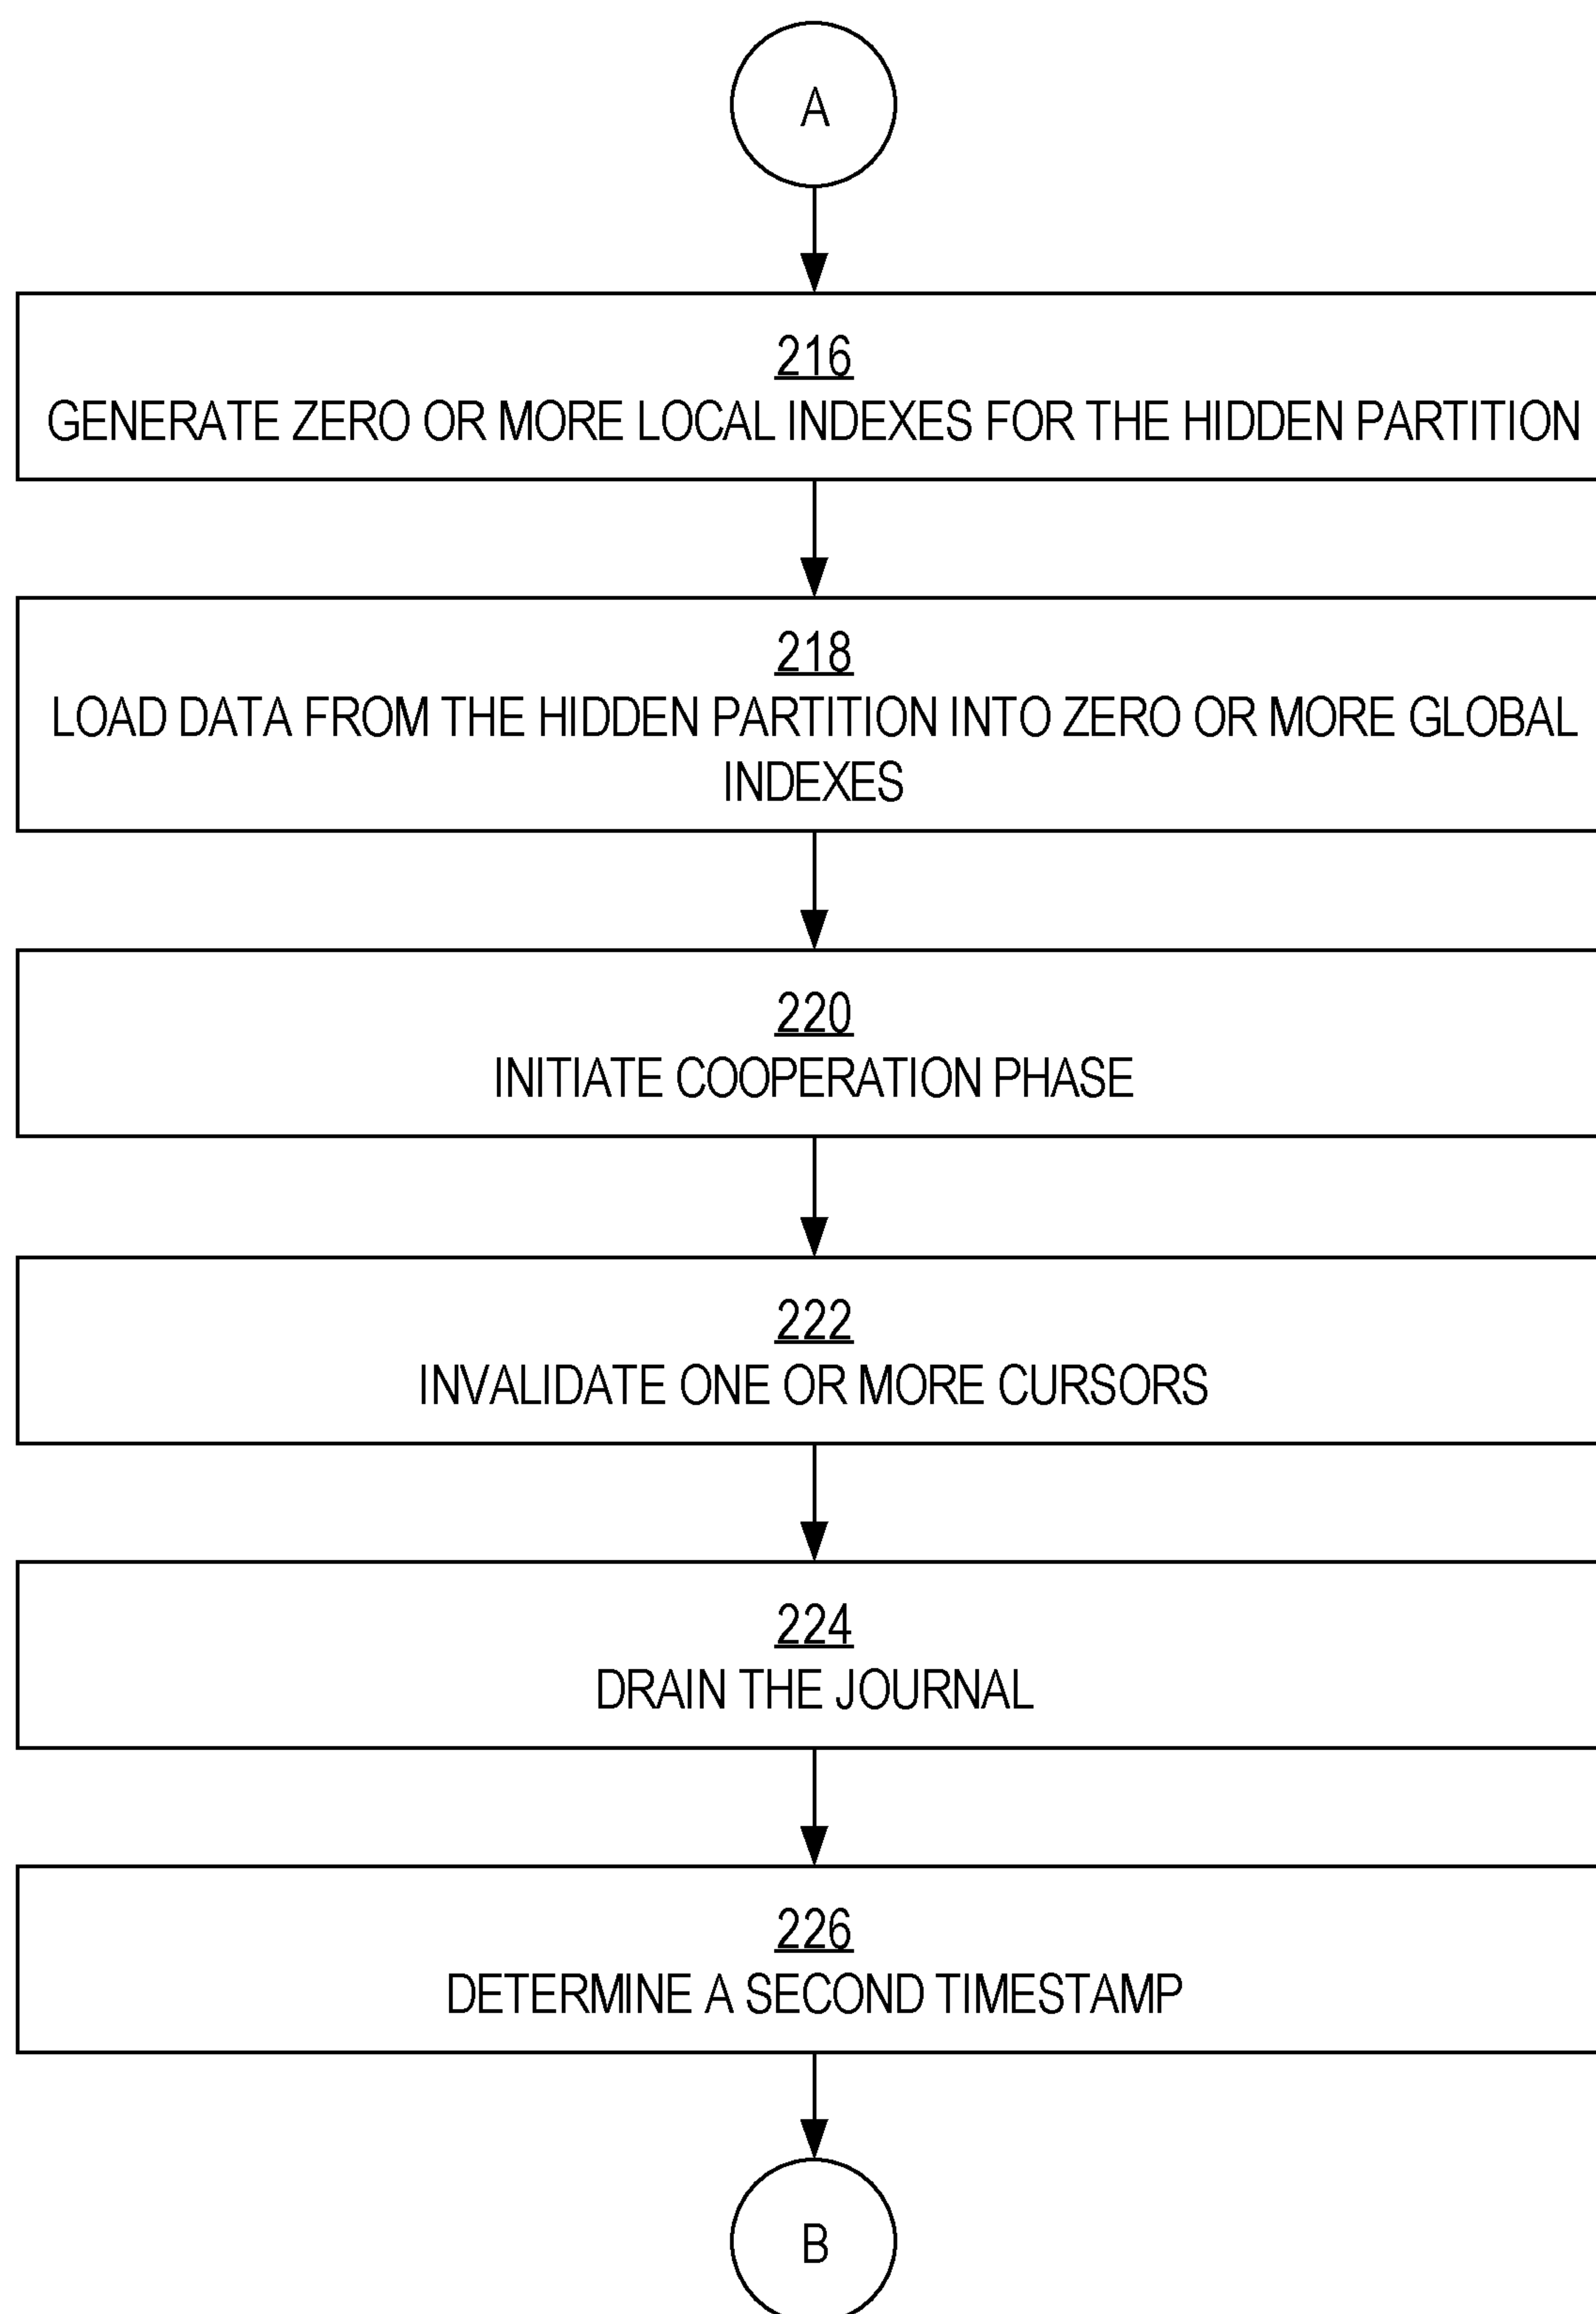 A
216
GENERATE ZERO OR MORE LOCAL INDEXES FOR THE HIDDEN PARTITION
218
LOAD DATA FROM THE HIDDEN PARTITION INTO ZERO OR MORE GLOBAL
INDEXES
220
INITIATE COOPERATION PHASE
222
INVALIDATE ONE OR MORE CURSORS
224
DRAIN THE JOURNAL
226
DETERMINE A SECOND TIMESTAMP
B